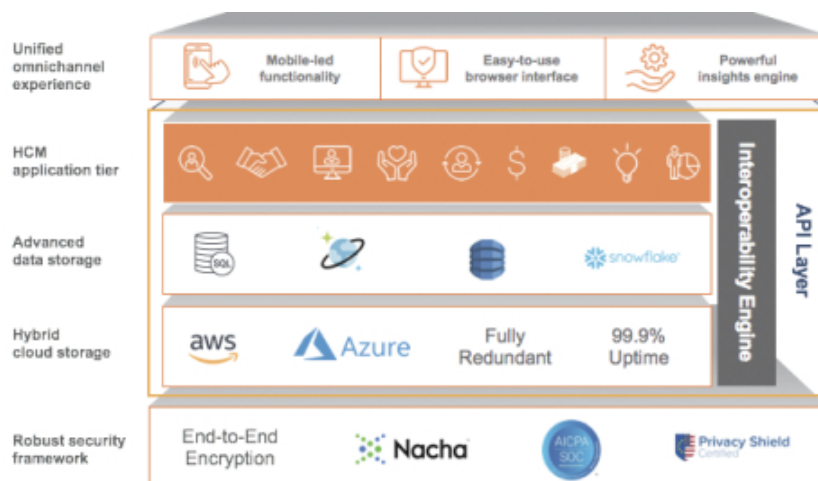 Unified
omnichannel
experience
Mobile-led
functionality
Easy-to-use
browser interface
Powerful
insights engine
HCM
application tier
$
Interoperability Engine
API Layer
Advanced
data storage
SQL
snowflake
Hybrid
cloud storage
aws
Azure
Fully
Redundant
99.9%
Uptime
Robust security
framework
End-to-End
Encryption
Nacha
AICPA
SOC
Privacy Shield
Certified